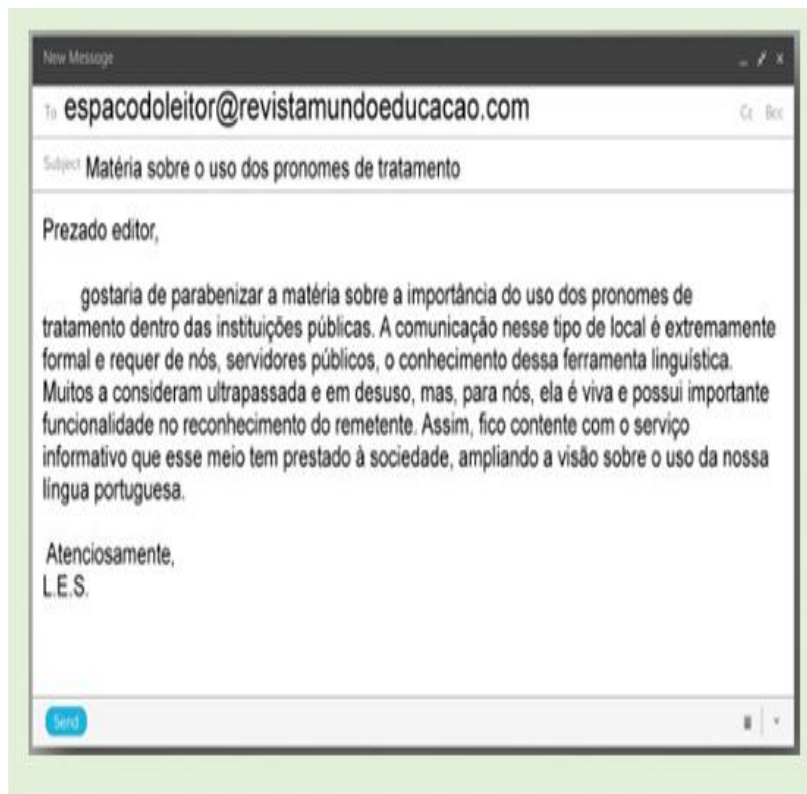 New Message
To espacodoleitor@revistamundoeducacao.com Cc Bcc
Subject Matéria sobre o uso dos pronomes de tratamento
Prezado editor,
gostaria de parabenizar a matéria sobre a importância do uso dos pronomes de
tratamento dentro das instituições públicas. A comunicação nesse tipo de local é extremamente
formal e requer de nós, servidores públicos, o conhecimento dessa ferramenta linguística.
Muitos a consideram ultrapassada e em desuso, mas, para nós, ela é viva e possui importante
funcionalidade no reconhecimento do remetente. Assim, fico contente com o serviço
informativo que esse meio tem prestado à sociedade, ampliando a visão sobre o uso da nossa
língua portuguesa.
Atenciosamente,
L.E.S.
Send